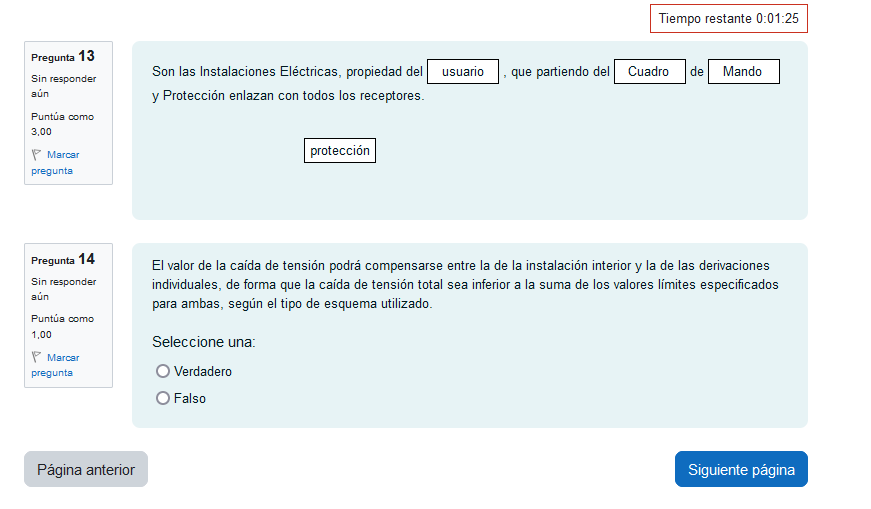 Tiempo restante 0:01:25
Pregunta 13
Sin responder
aún
Puntúa como
3,00
Marcar
pregunta
Son las Instalaciones Eléctricas, propiedad del usuario , que partiendo del Cuadro de Mando
y Protección enlazan con todos los receptores.
protección
Pregunta 14
Sin responder
aún
Puntúa como
1,00
Marcar
pregunta
El valor de la caída de tensión podrá compensarse entre la de la instalación interior y la de las derivaciones
individuales, de forma que la caída de tensión total sea inferior a la suma de los valores límites especificados
para ambas, según el tipo de esquema utilizado.
Seleccione una:
Verdadero
Falso
Página anterior
Siguiente página